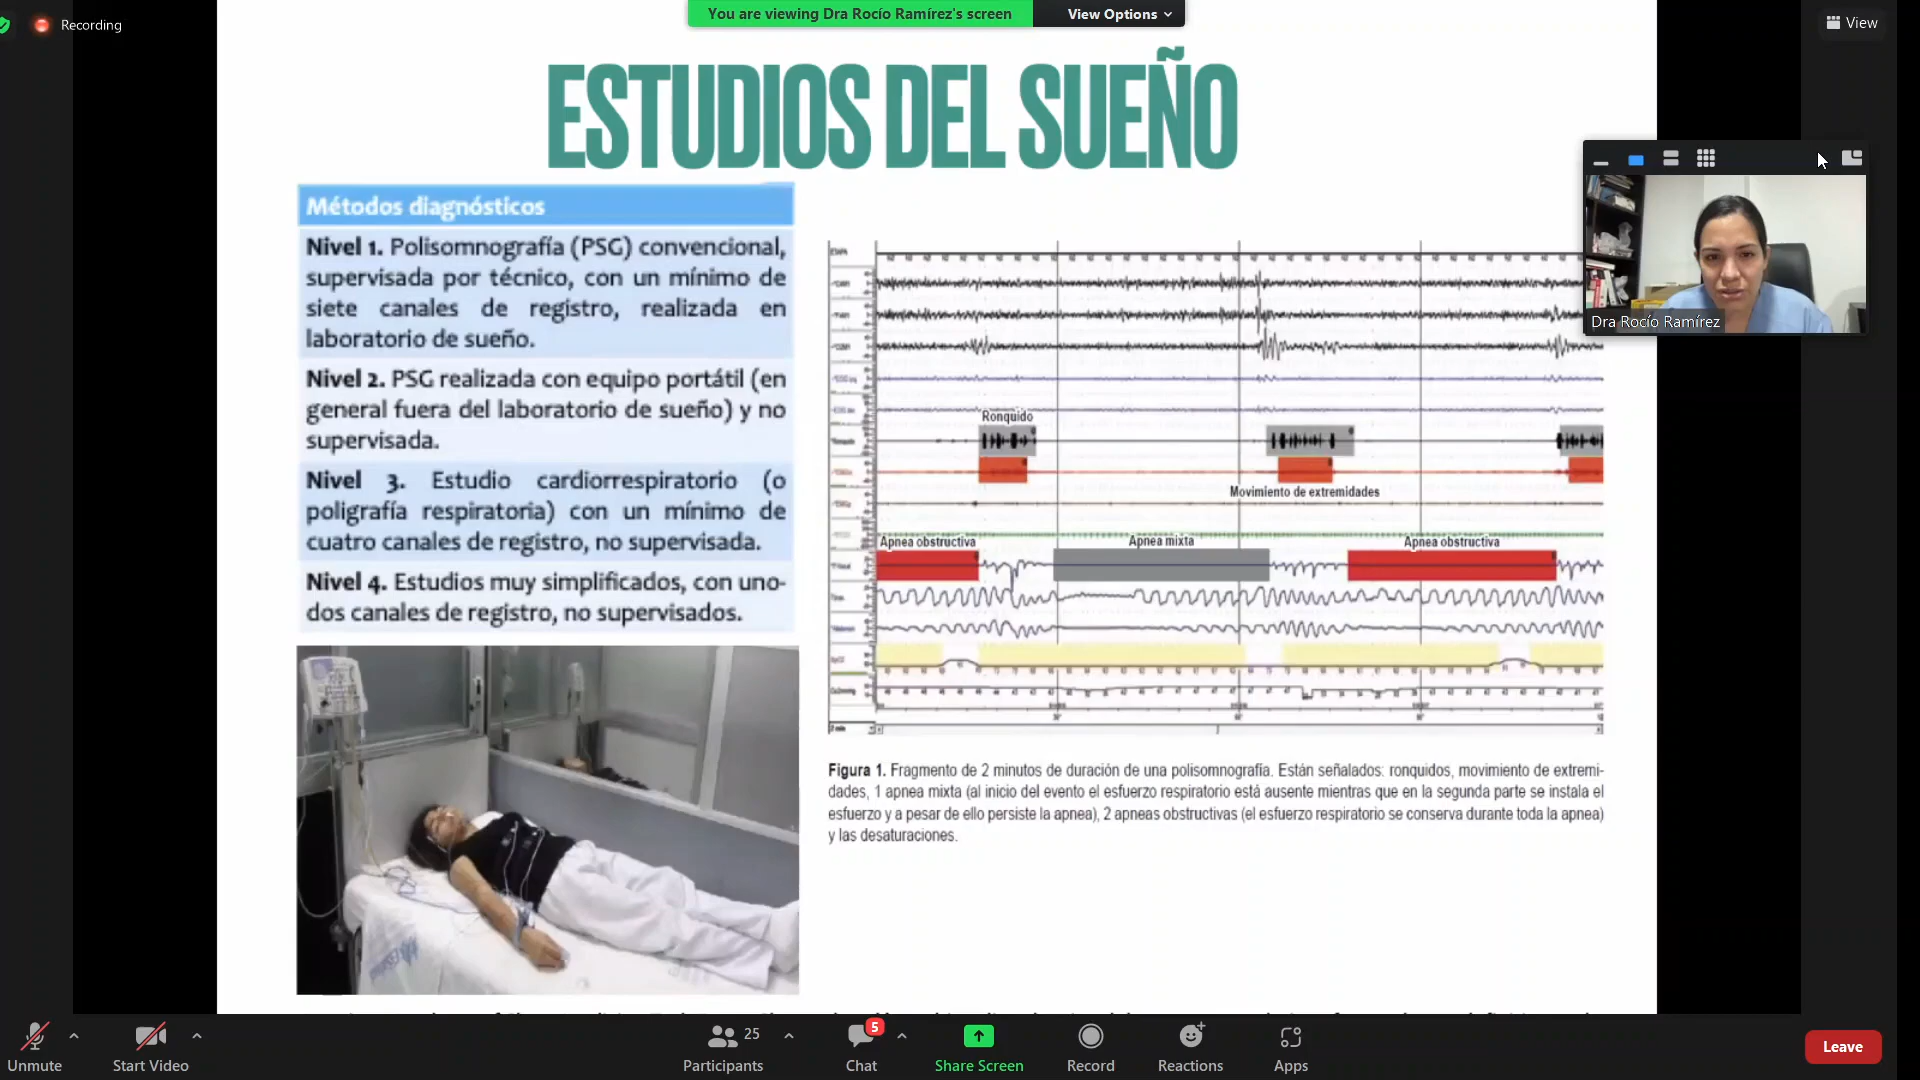 Recording
You are viewing Dra Rocío Ramírez's screen
View Options
View
ESTUDIOS DEL SUEÑO
Métodos diagnósticos
Nivel 1. Polisomnografía (PSG) convencional,
supervisada por técnico, con un mínimo de
siete canales de registro, realizada en
laboratorio de sueño.
Nivel 2. PSG realizada con equipo portátil (en
general fuera del laboratorio de sueño) y no
supervisada.
Nivel 3. Estudio cardiorrespiratorio (o
poligrafía respiratoria) con un mínimo de
cuatro canales de registro, no supervisada.
Nivel 4. Estudios muy simplificados, con uno-
dos canales de registro, no supervisados.
Ronquido
Movimiento de extremidades
Apnea obstructiva
Apnea mixta
Apnea obstructiva
Figura 1. Fragmento de 2 minutos de duración de una polisomnografía. Están señalados: ronquidos, movimiento de extremi-
dades, 1 apnea mixta (al inicio del evento el esfuerzo respiratorio está ausente mientras que en la segunda parte se instala el
esfuerzo y a pesar de ello persiste la apnea), 2 apneas obstructivas (el esfuerzo respiratorio se conserva durante toda la apnea)
y las desaturaciones.
Dra Rocío Ramírez
Unmute
Start Video
25
Participants
5
Chat
Share Screen
Record
Reactions
Apps
Leave